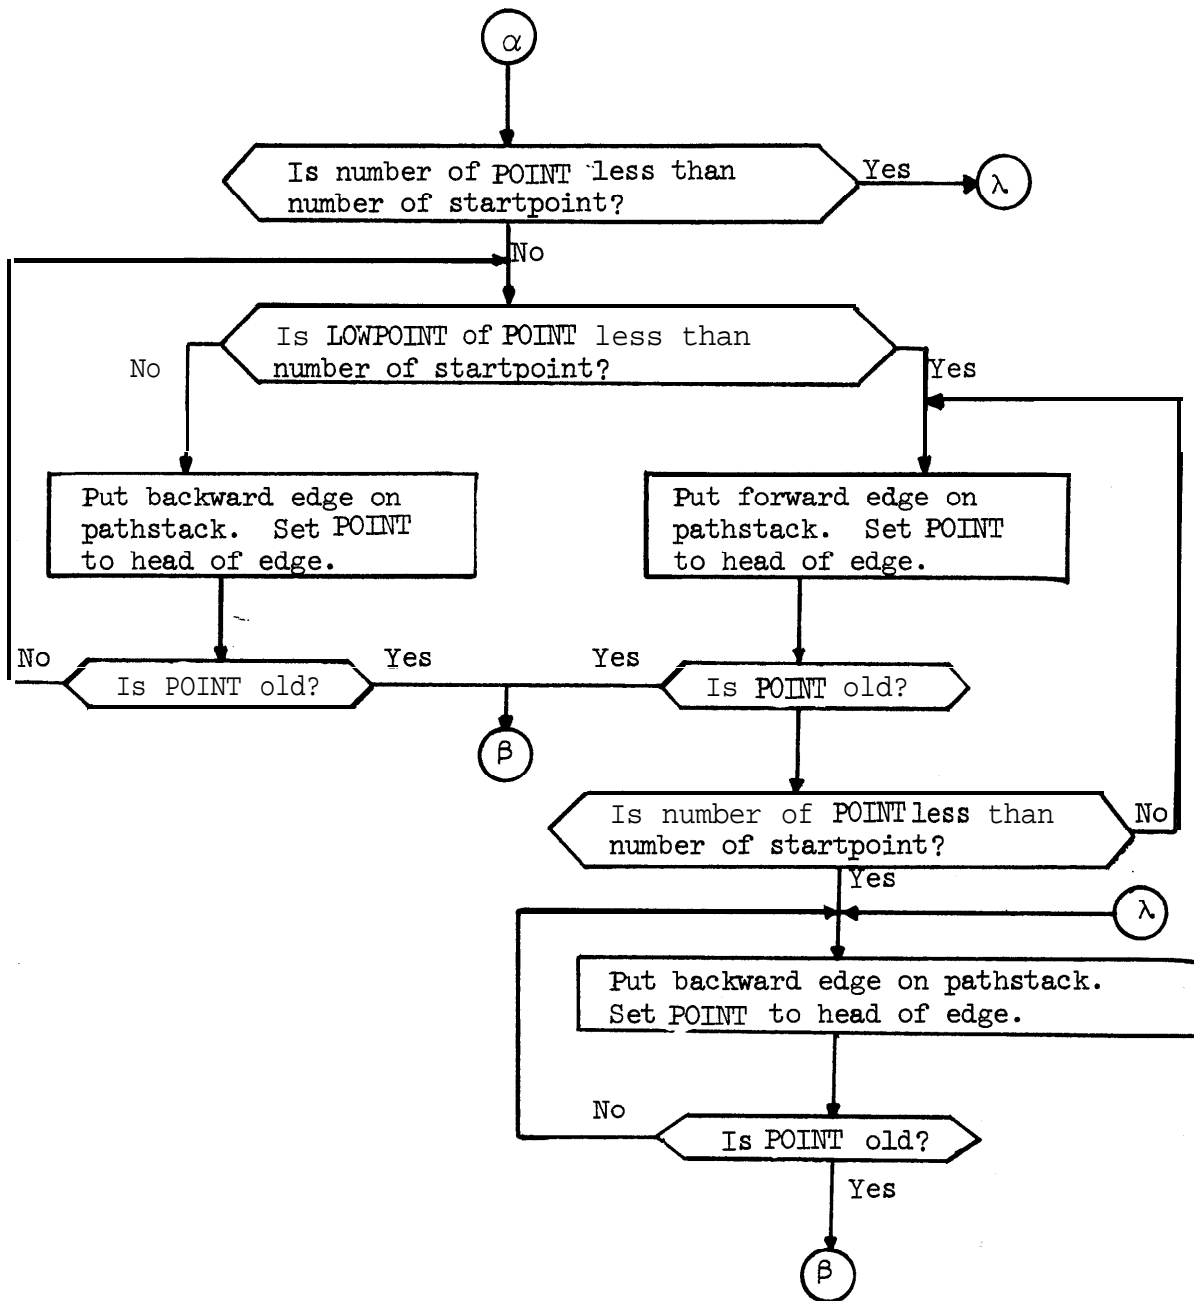 α
Is number of POINT less than
number of startpoint?
Yes
λ
No
Is LOWPOINT of POINT less than
number of startpoint?
No
Yes
Put backward edge on
pathstack. Set POINT
to head of edge.
Put forward edge on
pathstack. Set POINT
to head of edge.
No
Is POINT old?
Yes
Yes
Is POINT old?
β
Is number of POINT less than
number of startpoint?
No
Yes
λ
Put backward edge on pathstack.
Set POINT to head of edge.
No
Is POINT old?
Yes
β